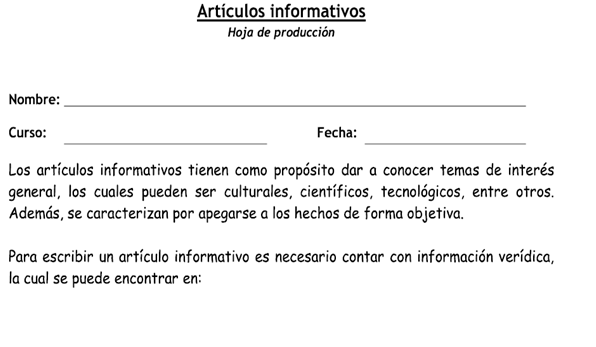 Artículos informativos
Hoja de producción
Nombre:
Curso: Fecha:
Los artículos informativos tienen como propósito dar a conocer temas de interés
general, los cuales pueden ser culturales, científicos, tecnológicos, entre otros.
Además, se caracterizan por apegarse a los hechos de forma objetiva.
Para escribir un artículo informativo es necesario contar con información verídica,
la cual se puede encontrar en: